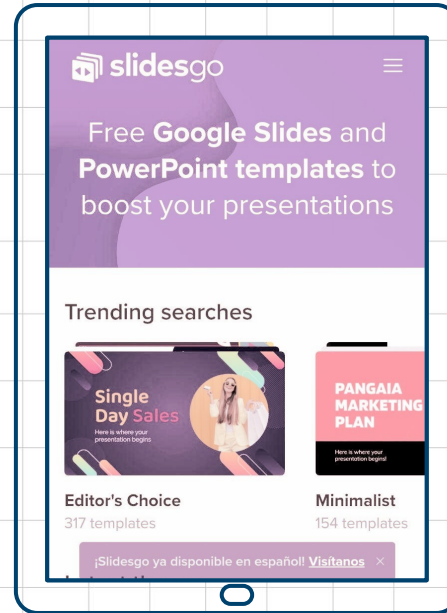 slidesgo
Free Google Slides and
PowerPoint templates to
boost your presentations
Trending searches
Single
Day Sales
Here is where your
presentation begins
PANGAIA
MARKETING
PLAN
Here is where your
presentation begins!
Editor's Choice
317 templates
Minimalist
154 templates
¡Slidesgo ya disponible en español! Visítanos ×